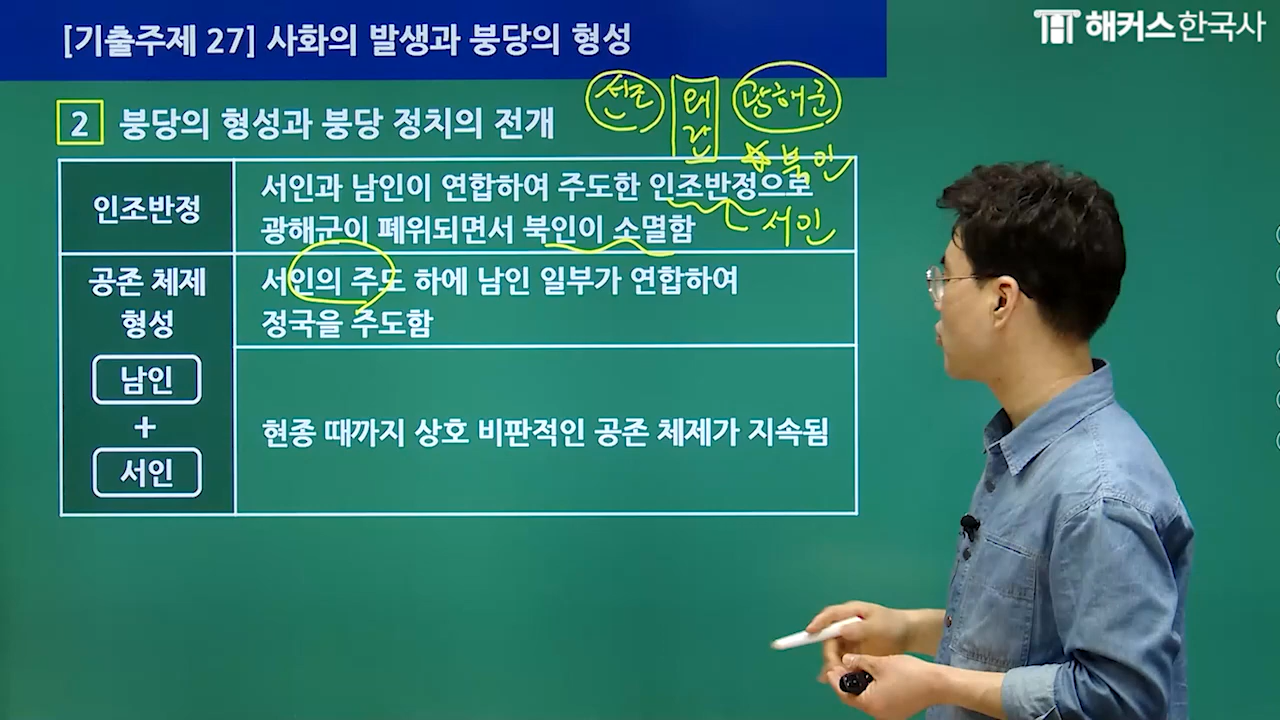 [기출주제 27] 사화의 발생과 붕당의 형성
해커스한국사
2 붕당의 형성과 붕당 정치의 전개
선조
왜란
광해군
북인
인조반정
서인과 남인이 연합하여 주도한 인조반정으로
광해군이 폐위되면서 북인이 소멸함
서인
공존 체제
형성
서인의 주도 하에 남인 일부가 연합하여
정국을 주도함
남인
+
서인
현종 때까지 상호 비판적인 공존 체제가 지속됨